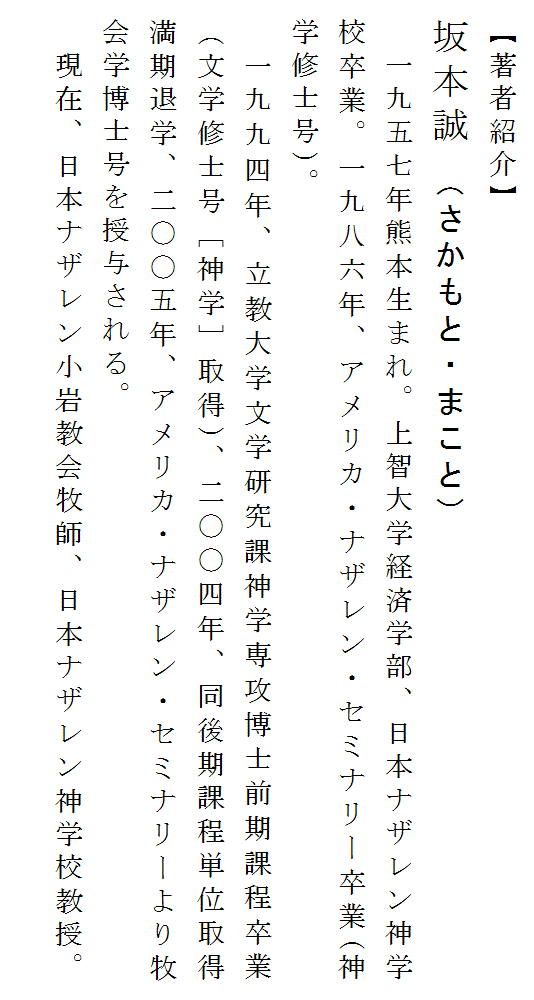 【著者紹介】
坂本誠（さかもと・まこと）
一九五七年熊本生まれ。上智大学経済学部、日本ナザレン神学
校卒業。一九八六年、アメリカ・ナザレン・セミナリー卒業(神
学修士号)。
一九九四年、立教大学文学研究課神学専攻博士前期課程卒業
(文学修士号［神学］取得)、二〇〇四年、同後期課程単位取得
満期退学、二〇〇五年、アメリカ・ナザレン・セミナリーより牧
会学博士号を授与される。
現在、日本ナザレン小岩教会牧師、日本ナザレン神学校教授。